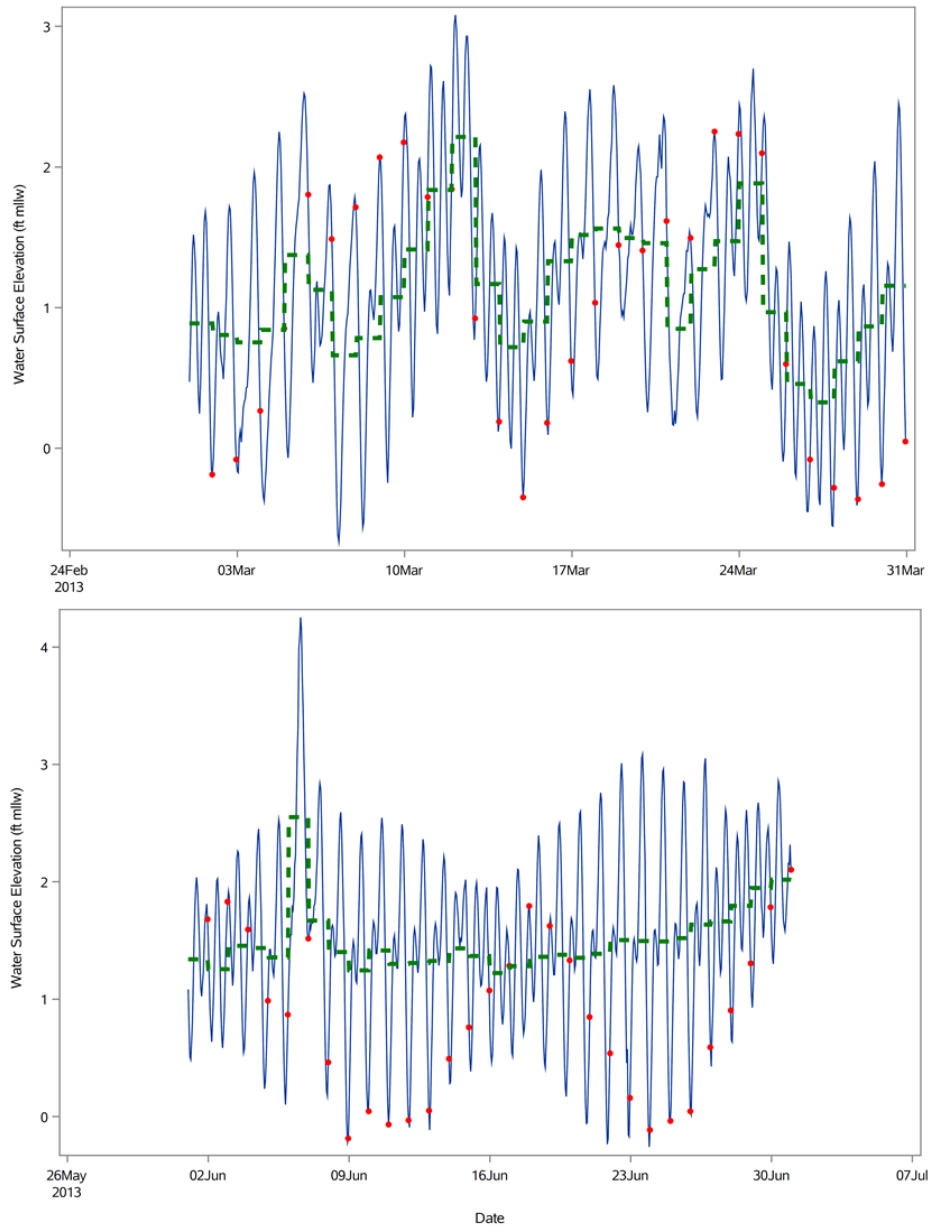 3
2
1
0
Water Surface Elevation (ft mllw)
24Feb 03Mar 10Mar 17Mar 24Mar 31Mar
2013
4
3
2
1
0
Water Surface Elevation (ft mllw)
26May 02Jun 09Jun 16Jun 23Jun 30Jun 07Jul
2013
Date